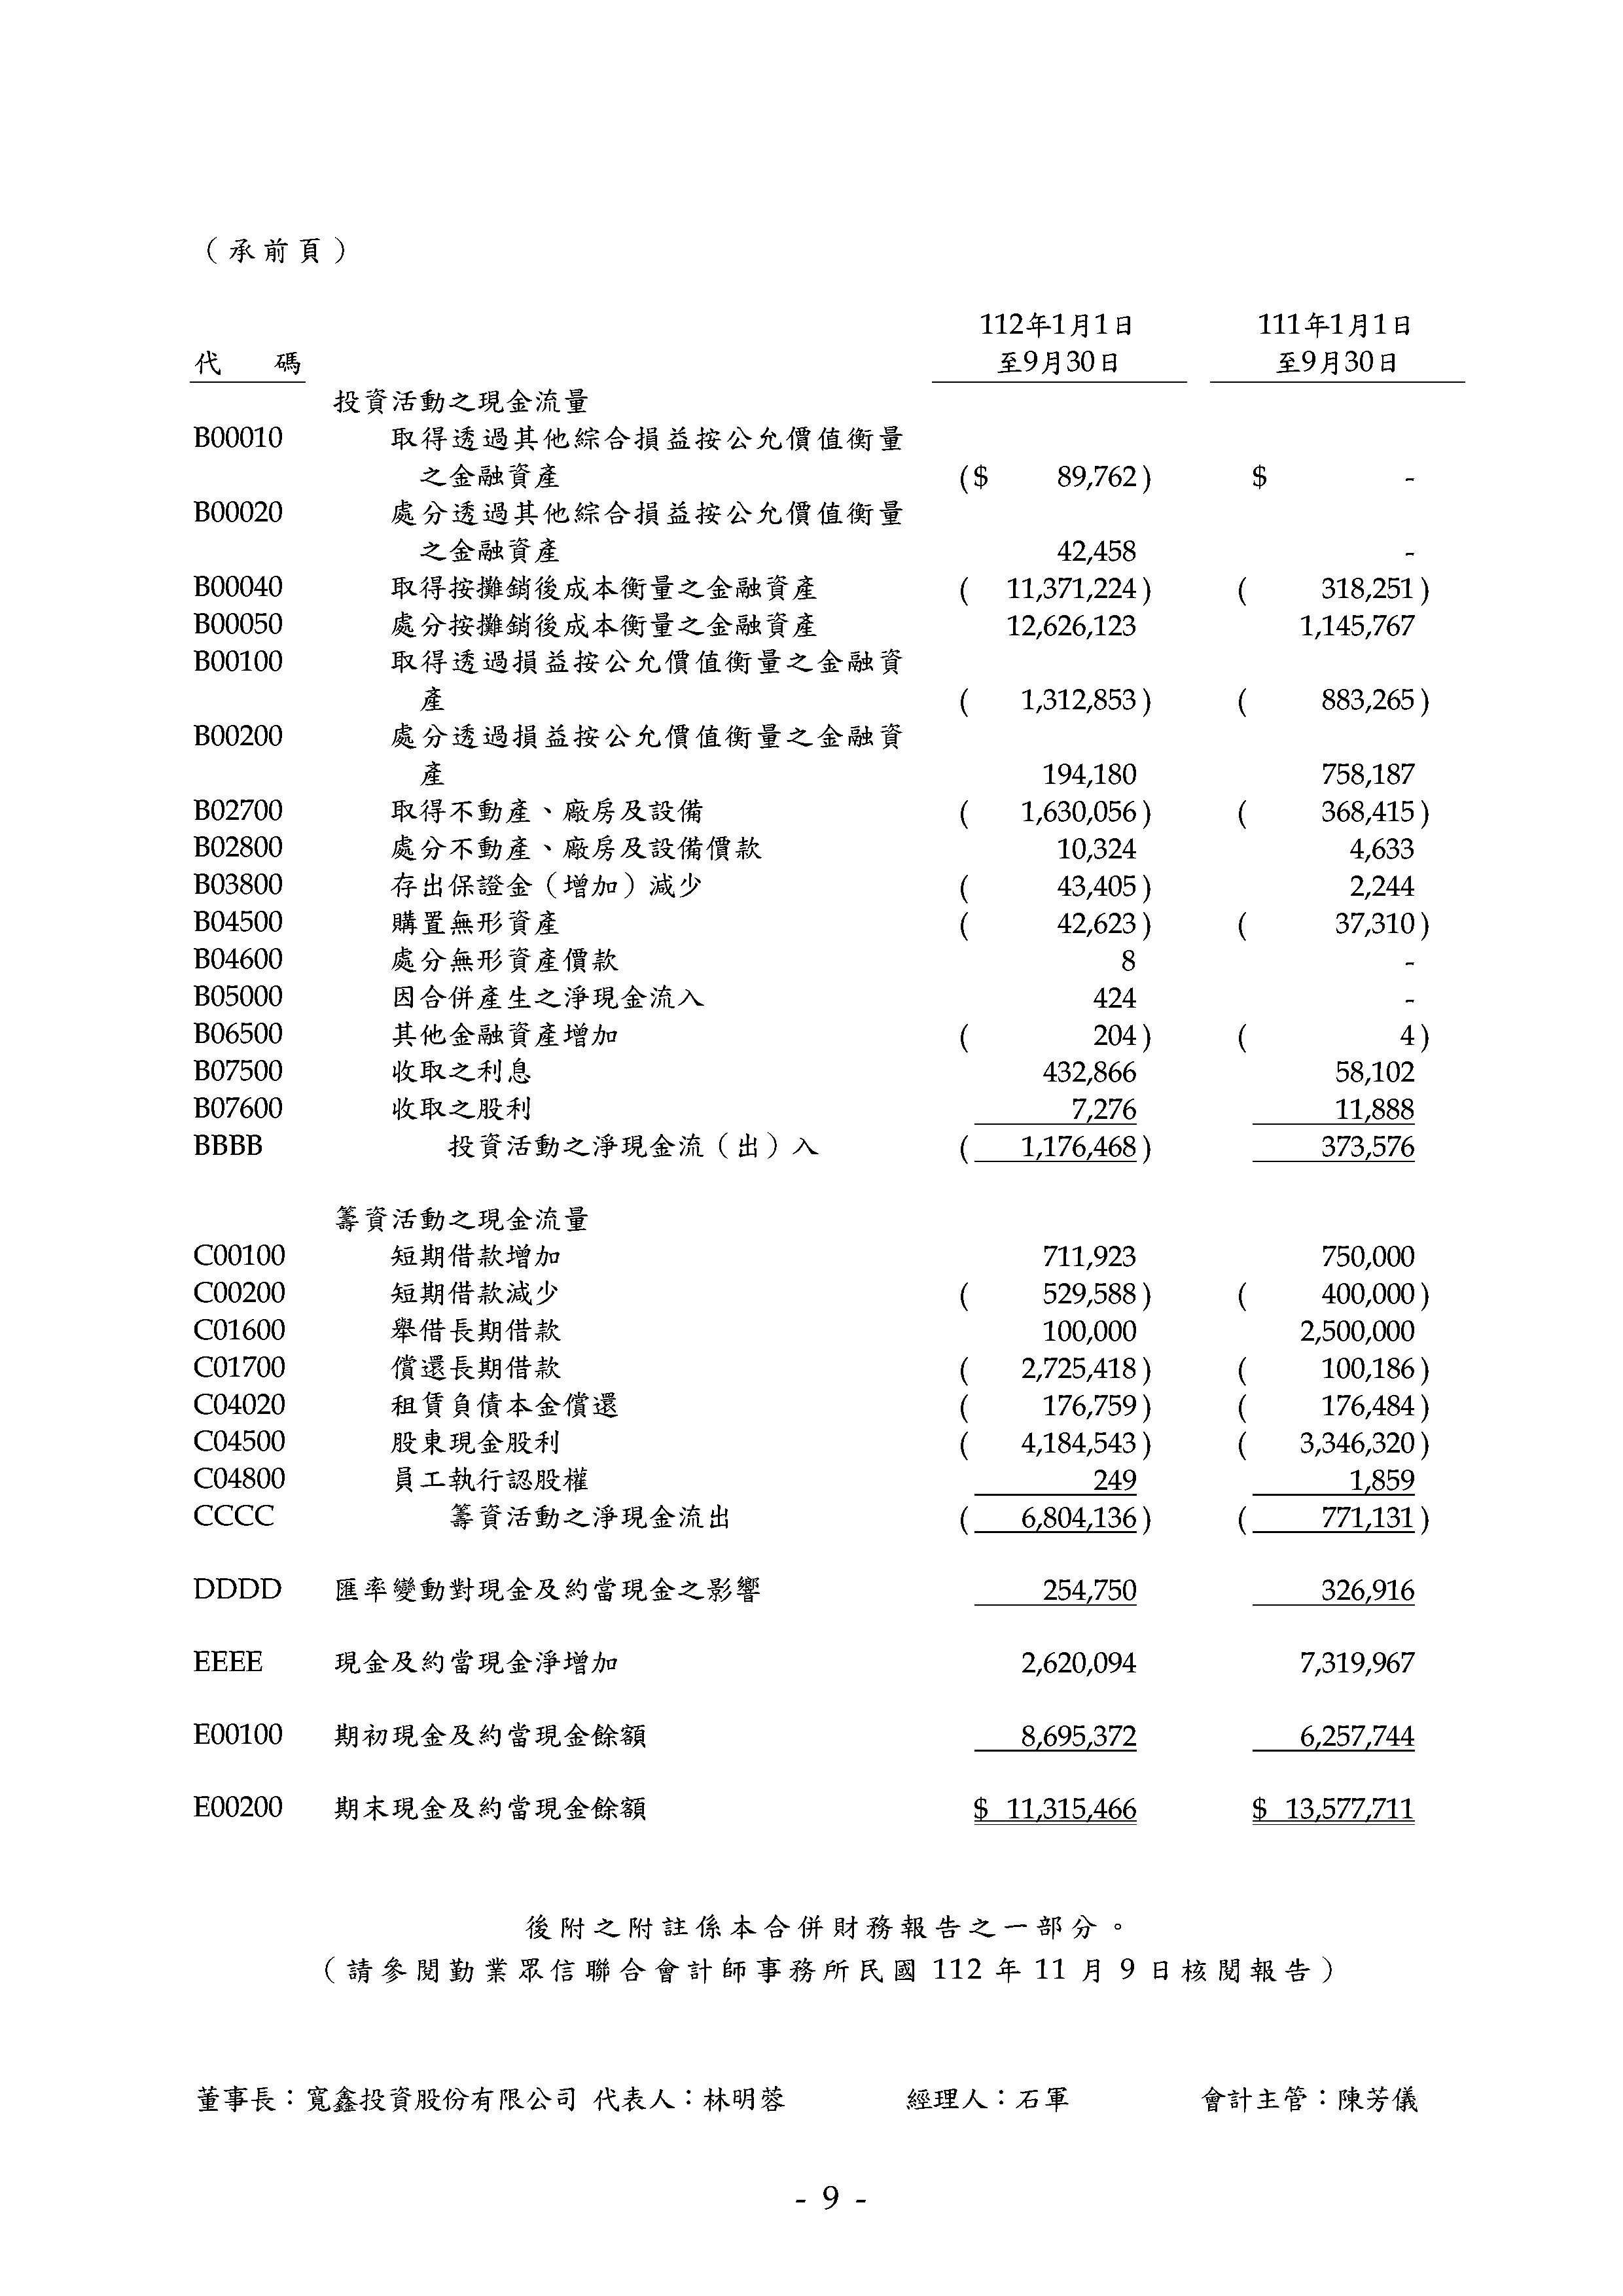 （承前頁）
112年1月1日 111年1月1日
代 碼 至9月30日 至9月30日
投資活動之現金流量
B00010 取得透過其他綜合損益按公允價值衡量
之金融資產 ($ 89,762) $ -
B00020 處分透過其他綜合損益按公允價值衡量
之金融資產 42,458 -
B00040 取得按攤銷後成本衡量之金融資產 ( 11,371,224) ( 318,251)
B00050 處分按攤銷後成本衡量之金融資產 12,626,123 1,145,767
B00100 取得透過損益按公允價值衡量之金融資
產 ( 1,312,853) ( 883,265)
B00200 處分透過損益按公允價值衡量之金融資
產 194,180 758,187
B02700 取得不動產、廠房及設備 ( 1,630,056) ( 368,415)
B02800 處分不動產、廠房及設備價款 10,324 4,633
B03800 存出保證金（增加）減少 ( 43,405) 2,244
B04500 購置無形資產 ( 42,623) ( 37,310)
B04600 處分無形資產價款 8 -
B05000 因合併產生之淨現金流入 424 -
B06500 其他金融資產增加 ( 204) ( 4)
B07500 收取之利息 432,866 58,102
B07600 收取之股利 7,276 11,888
BBBB 投資活動之淨現金流（出）入 ( 1,176,468) 373,576
籌資活動之現金流量
C00100 短期借款增加 711,923 750,000
C00200 短期借款減少 ( 529,588) ( 400,000)
C01600 舉借長期借款 100,000 2,500,000
C01700 償還長期借款 ( 2,725,418) ( 100,186)
C04020 租賃負債本金償還 ( 176,759) ( 176,484)
C04500 股東現金股利 ( 4,184,543) ( 3,346,320)
C04800 員工執行認股權 249 1,859
CCCC 籌資活動之淨現金流出 ( 6,804,136) ( 771,131)
DDDD 匯率變動對現金及約當現金之影響 254,750 326,916
EEEE 現金及約當現金淨增加 2,620,094 7,319,967
E00100 期初現金及約當現金餘額 8,695,372 6,257,744
E00200 期末現金及約當現金餘額 $ 11,315,466 $ 13,577,711
後附之附註係本合併財務報告之一部分。
（請參閱勤業眾信聯合會計師事務所民國 112 年 11 月 9 日核閱報告）
董事長：寬鑫投資股份有限公司 代表人：林明蓉 經理人：石軍 會計主管：陳芳儀
- 9 -